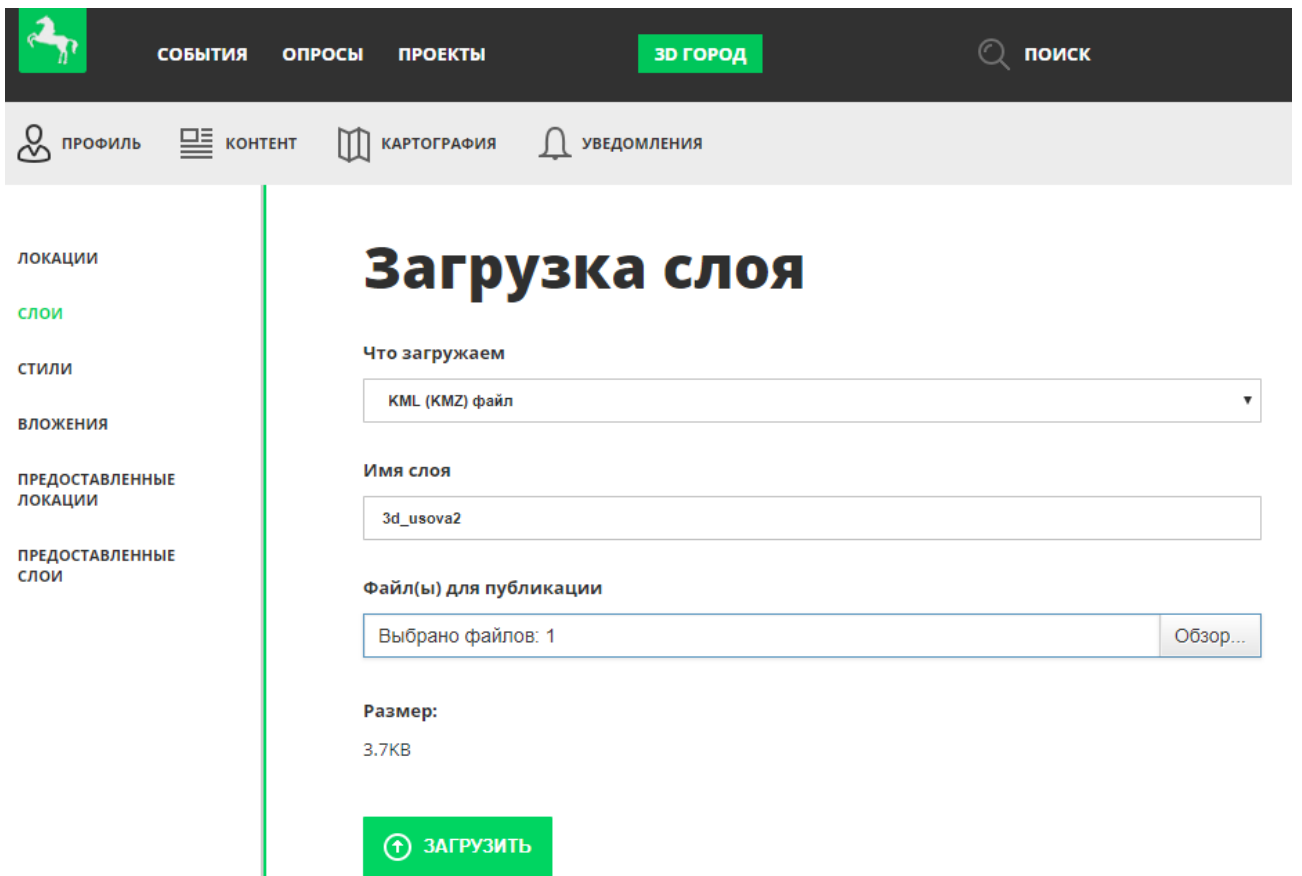 СОБЫТИЯ ОПРОСЫ ПРОЕКТЫ 3D ГОРОД ПОИСК
ПРОФИЛЬ КОНТЕНТ КАРТОГРАФИЯ УВЕДОМЛЕНИЯ
ЛОКАЦИИ
СЛОИ
СТИЛИ
ВЛОЖЕНИЯ
ПРЕДОСТАВЛЕННЫЕ
ЛОКАЦИИ
ПРЕДОСТАВЛЕННЫЕ
СЛОИ
Загрузка слоя
Что загружаем
KML (KMZ) файл
Имя слоя
3d_usova2
Файл(ы) для публикации
Выбрано файлов: 1 Обзор...
Размер:
3.7KB
ЗАГРУЗИТЬ